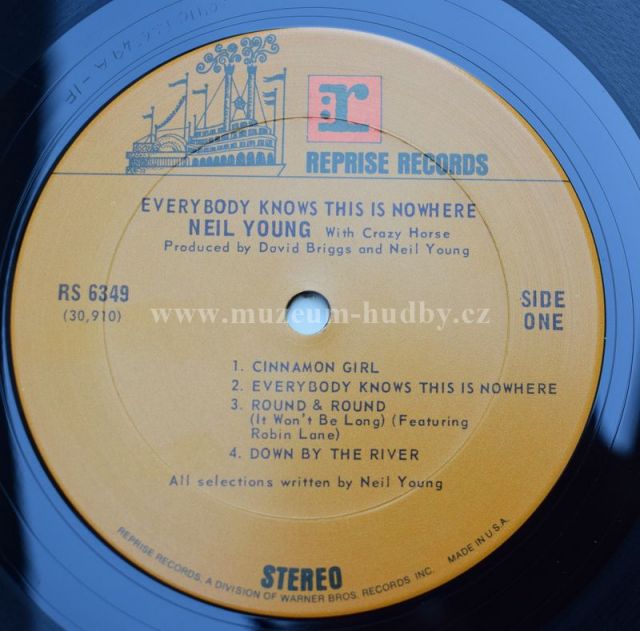 r:
REPRISE RECORDS
EVERYBODY KNOWS THIS IS NOWHERE
NEIL YOUNG With Crazy Horse
Produced by David Briggs and Neil Young
RS 6349
(30,910)
SIDE
ONE
www.muzeum-hudby.cz
1. CINNAMON GIRL
2. EVERYBODY KNOWS THIS IS NOWHERE
3. ROUND & ROUND
(It Won't Be Long) (Featuring
Robin Lane)
4. DOWN BY THE RIVER
All selections written by Neil Young
STEREO
REPRISE RECORDS, A DIVISION OF WARNER BROS. RECORDS INC. MADE IN U.S.A.